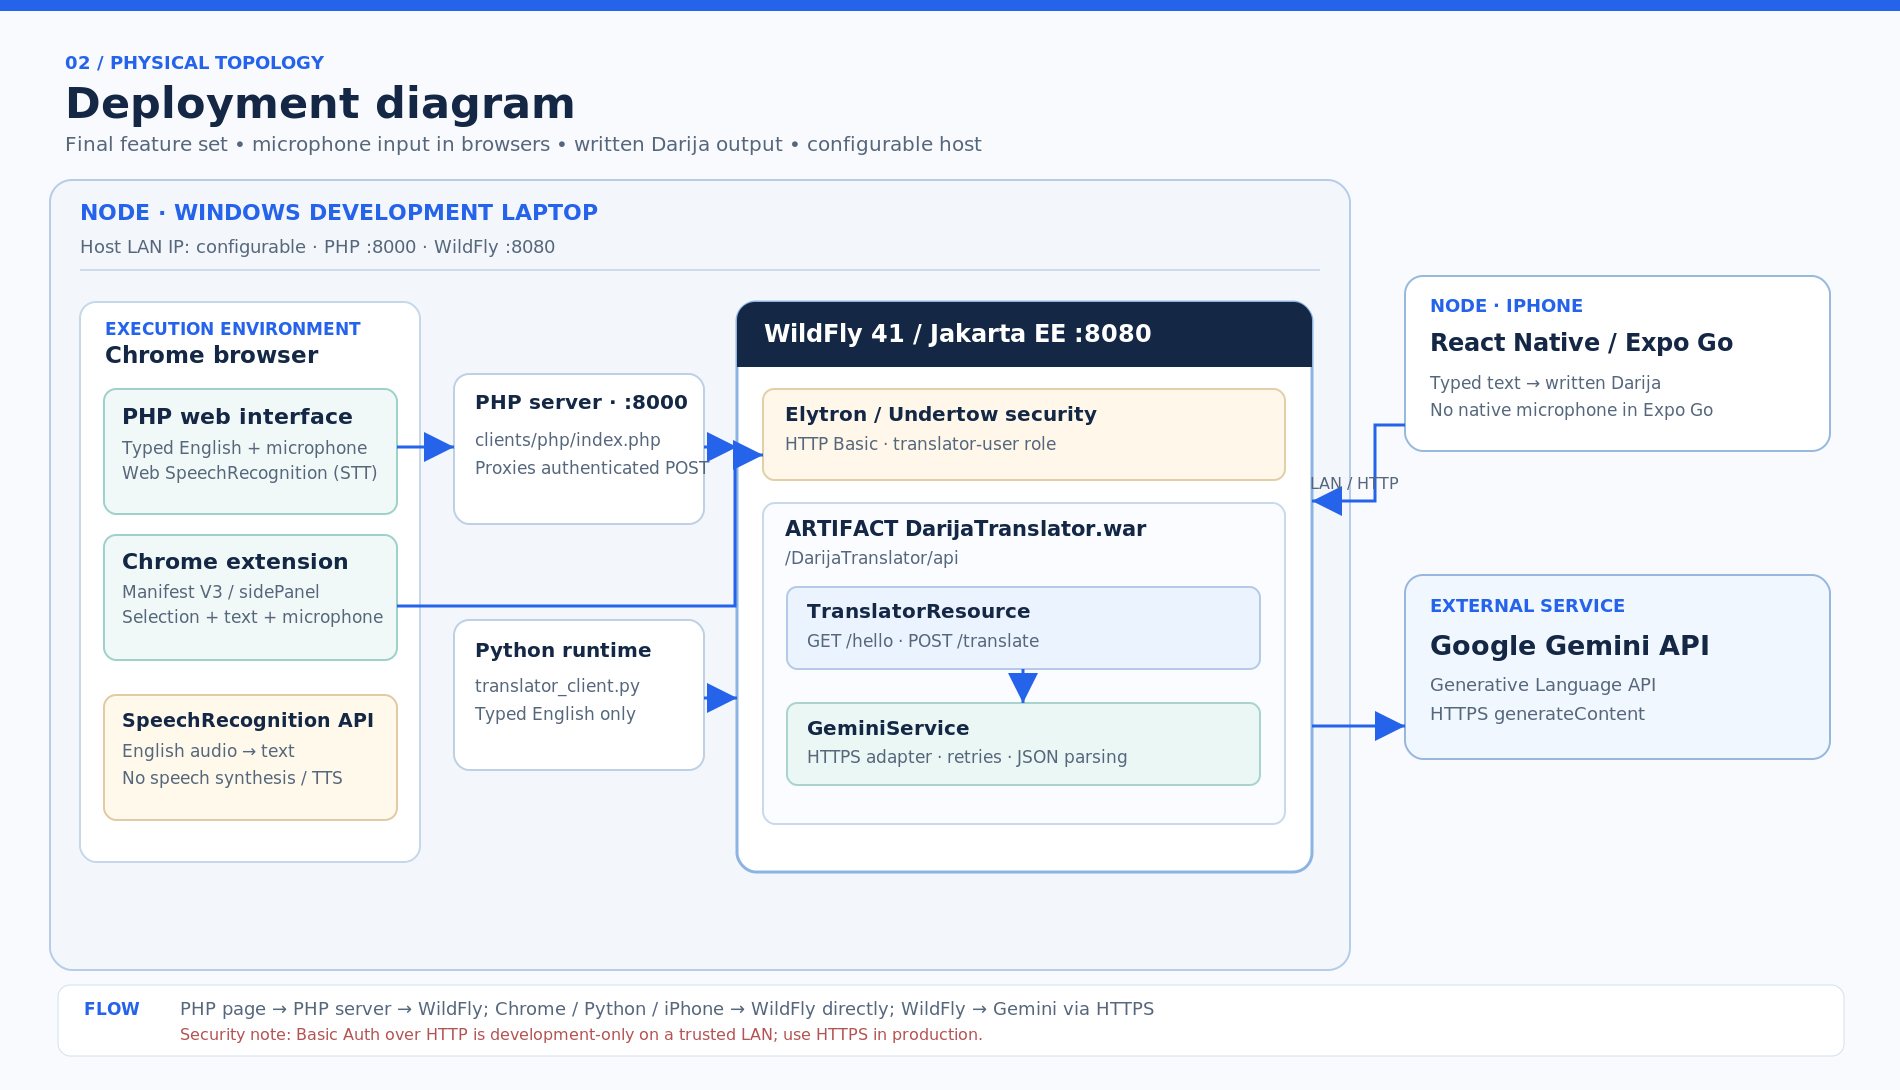 02 / PHYSICAL TOPOLOGY
Deployment diagram
Final feature set • microphone input in browsers • written Darija output • configurable host
NODE · WINDOWS DEVELOPMENT LAPTOP
Host LAN IP: configurable · PHP :8000 · WildFly :8080
EXECUTION ENVIRONMENT
Chrome browser
PHP web interface
Typed English + microphone
Web SpeechRecognition (STT)
Chrome extension
Manifest V3 / sidePanel
Selection + text + microphone
SpeechRecognition API
English audio → text
No speech synthesis / TTS
PHP server · :8000
clients/php/index.php
Proxies authenticated POST
Python runtime
translator_client.py
Typed English only
WildFly 41 / Jakarta EE :8080
Elytron / Undertow security
HTTP Basic · translator-user role
ARTIFACT DarijaTranslator.war
/DarijaTranslator/api
TranslatorResource
GET /hello · POST /translate
GeminiService
HTTPS adapter · retries · JSON parsing
LAN / HTTP
NODE · IPHONE
React Native / Expo Go
Typed text → written Darija
No native microphone in Expo Go
EXTERNAL SERVICE
Google Gemini API
Generative Language API
HTTPS generateContent
FLOW PHP page → PHP server → WildFly; Chrome / Python / iPhone → WildFly directly; WildFly → Gemini via HTTPS
Security note: Basic Auth over HTTP is development-only on a trusted LAN; use HTTPS in production.